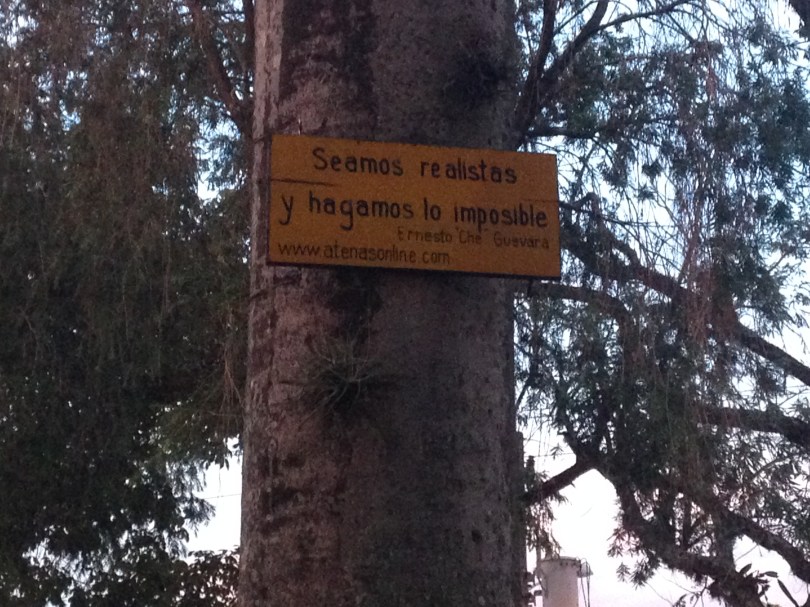 Seamos realistas
y hagamos lo imposible
Ernesto "Che" Guevara
www.atenasonline.com